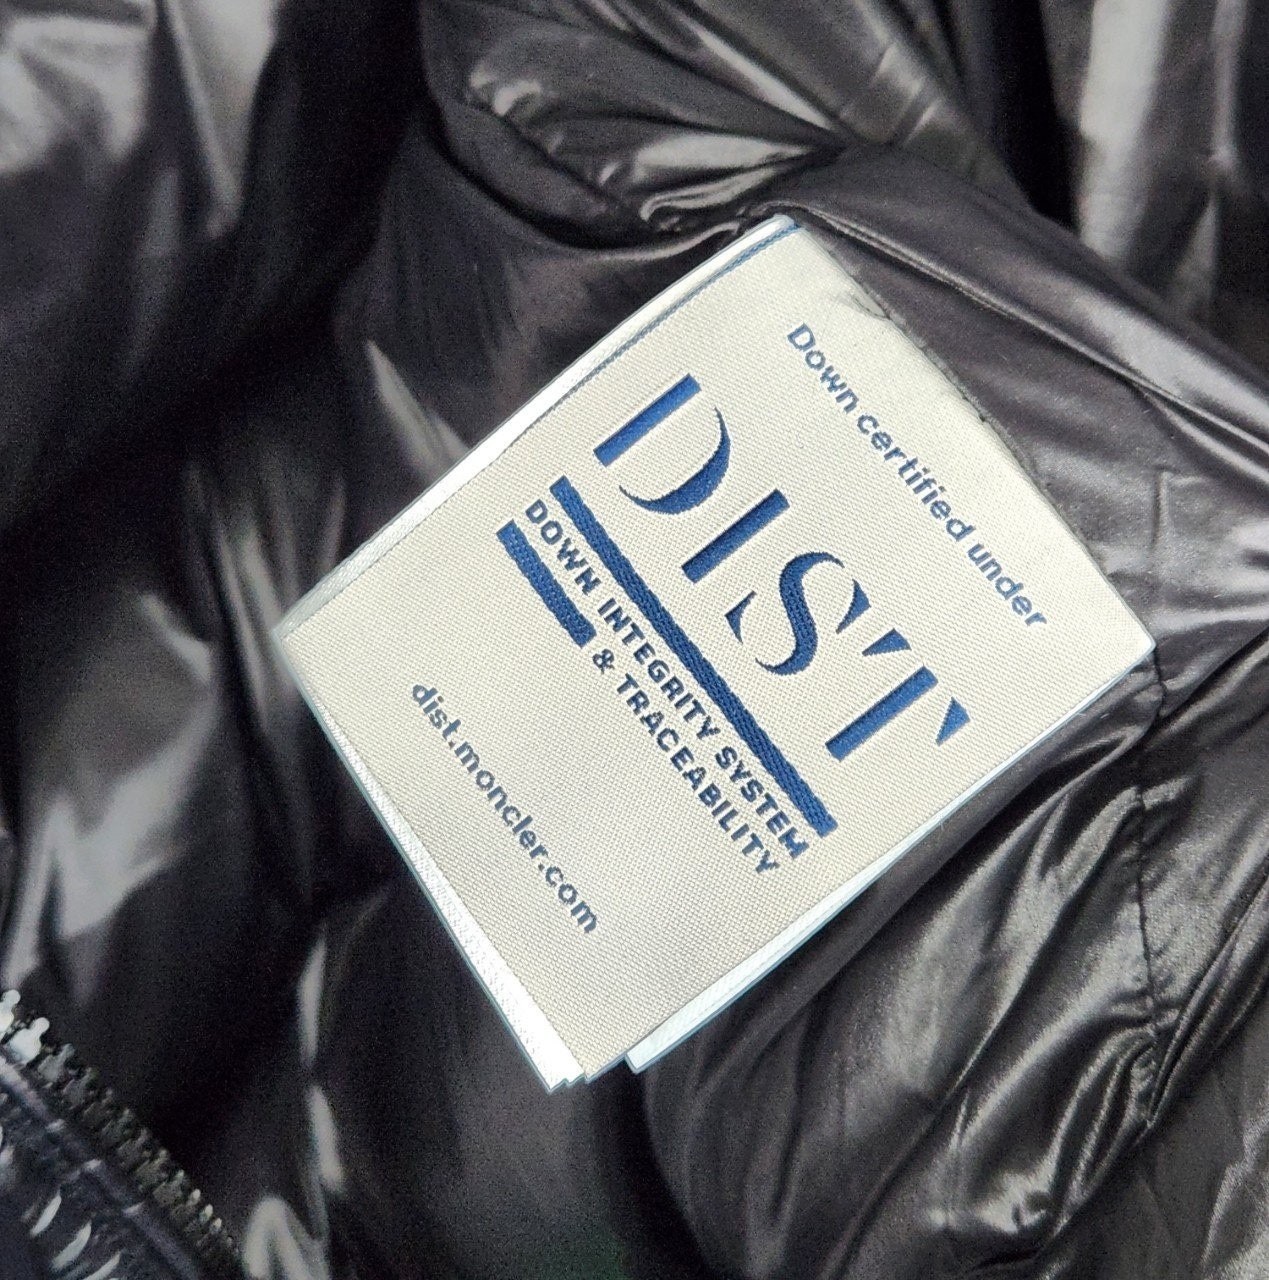 Down certified under
DIST
DOWN INTEGRITY SYSTEM
& TRACEABILITY
dist.moncler.com